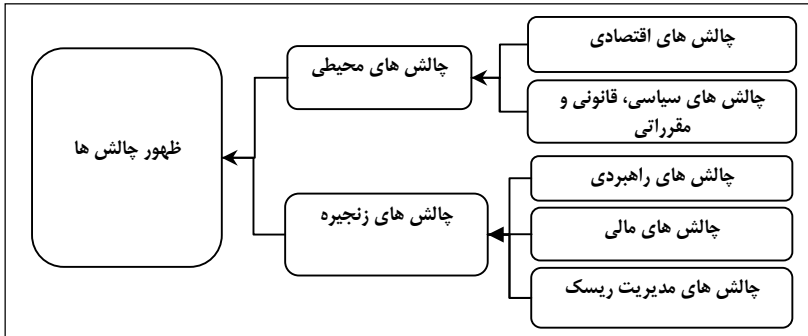 چالش های اقتصادی
چالش های سیاسی، قانونی و
مقرراتی
چالش های محیطی
ظهور چالش ها
چالش های راهبردی
چالش های مالی
چالش های مدیریت ریسک
چالش های زنجیره